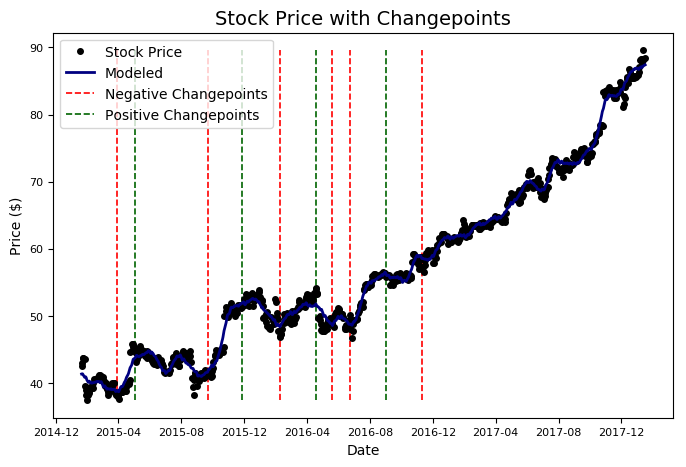 Stock Price with Changepoints
Stock Price
Modeled
Negative Changepoints
Positive Changepoints
90
80
70
60
50
40
Price ($)
2014-12 2015-04 2015-08 2015-12 2016-04 2016-08 2016-12 2017-04 2017-08 2017-12
Date